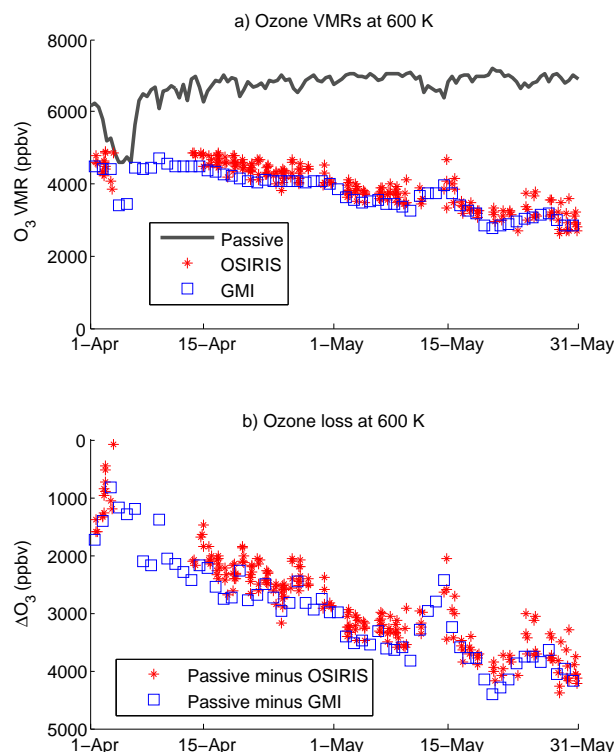 a) Ozone VMRs at 600 K
8000
6000
4000
2000
0
O3 VMR (ppbv)
Passive
OSIRIS
GMI
1−Apr 15−Apr 1−May 15−May 31−May
b) Ozone loss at 600 K
0
1000
2000
3000
4000
5000
ΔO3 (ppbv)
Passive minus OSIRIS
Passive minus GMI
1−Apr 15−Apr 1−May 15−May 31−May